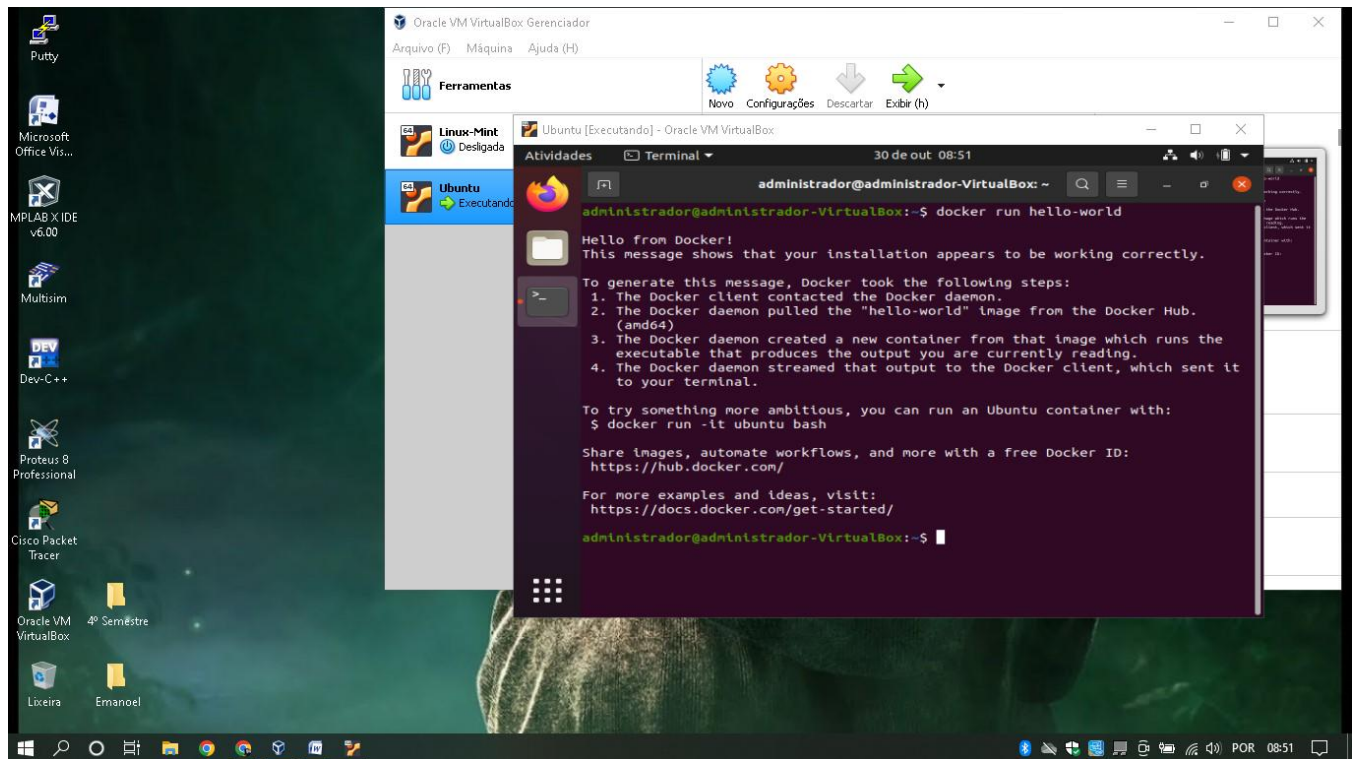 Putty
Microsoft
Office Vis...
MPLAB X IDE
v6.00
Multisim
DEV
Dev-C++
Proteus 8
Professional
Cisco Packet
Tracer
Oracle VM
VirtualBox
4º Semestre
Lixeira
Emanoel
Oracle VM VirtualBox Gerenciador
Arquivo (F) Máquina Ajuda (H)
Ferramentas
Novo Configurações Descartar Exibir (h)
64
Linux-Mint
Desligada
64
Ubuntu
Executando
Ubuntu [Executando] - Oracle VM VirtualBox
Atividades Terminal 30 de out 08:51
administrador@administrador-VirtualBox: ~
administrador@administrador-VirtualBox:~$ docker run hello-world
Hello from Docker!
This message shows that your installation appears to be working correctly.
To generate this message, Docker took the following steps:
1. The Docker client contacted the Docker daemon.
2. The Docker daemon pulled the "hello-world" image from the Docker Hub.
(amd64)
3. The Docker daemon created a new container from that image which runs the
executable that produces the output you are currently reading.
4. The Docker daemon streamed that output to the Docker client, which sent it
to your terminal.
To try something more ambitious, you can run an Ubuntu container with:
$ docker run -it ubuntu bash
Share images, automate workflows, and more with a free Docker ID:
https://hub.docker.com/
For more examples and ideas, visit:
https://docs.docker.com/get-started/
administrador@administrador-VirtualBox:~$
POR 08:51